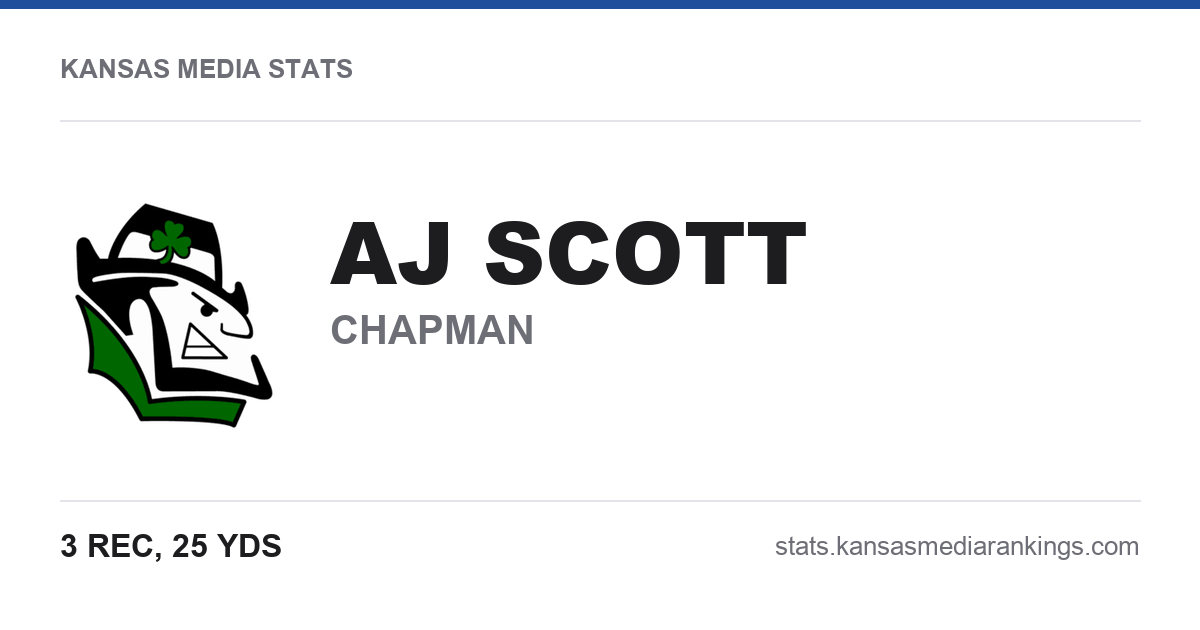 KANSAS MEDIA STATS
AJ SCOTT
CHAPMAN
3 REC, 25 YDS
stats.kansasmediarankings.com